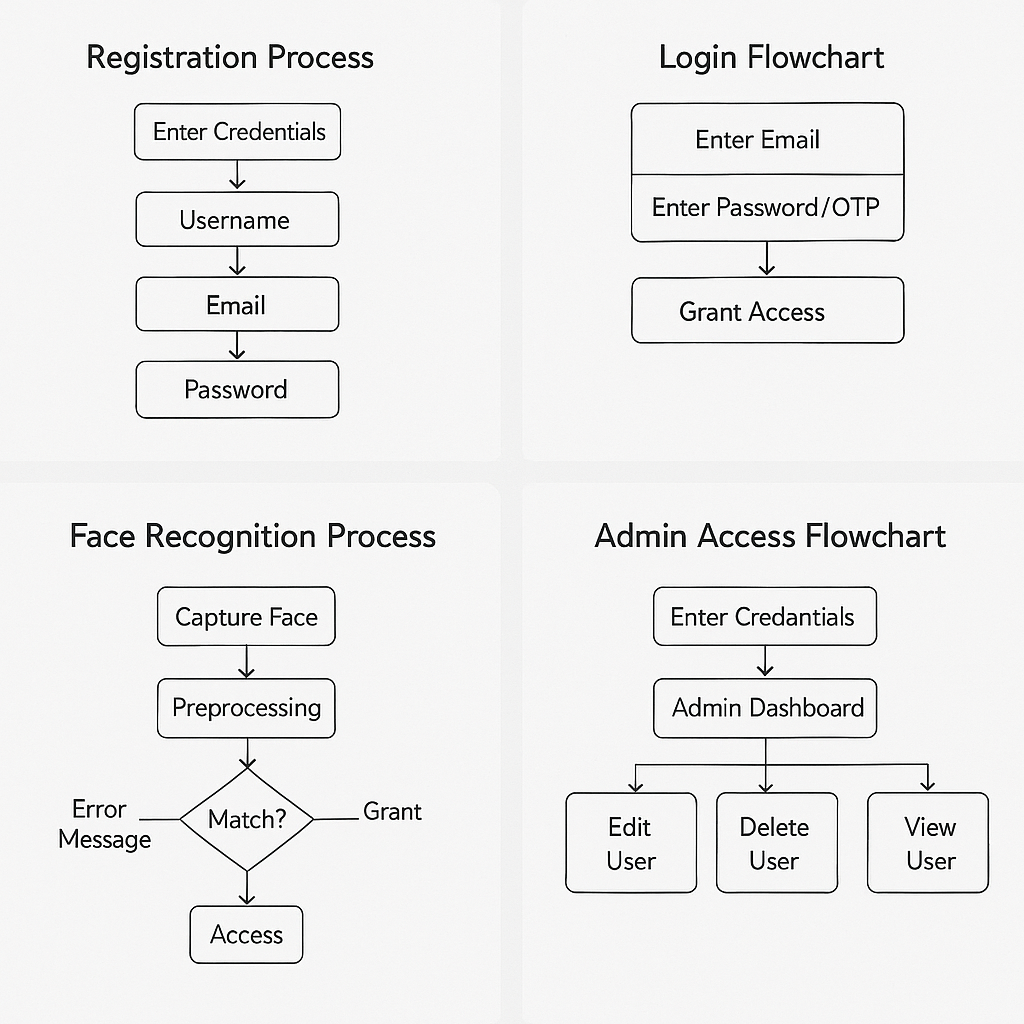 Registration Process
Enter Credentials
Username
Email
Password
Login Flowchart
Enter Email
Enter Password/OTP
Grant Access
Face Recognition Process
Capture Face
Preprocessing
Match?
Error
Message
Grant
Access
Admin Access Flowchart
Enter Credantials
Admin Dashboard
Edit
User
Delete
User
View
User